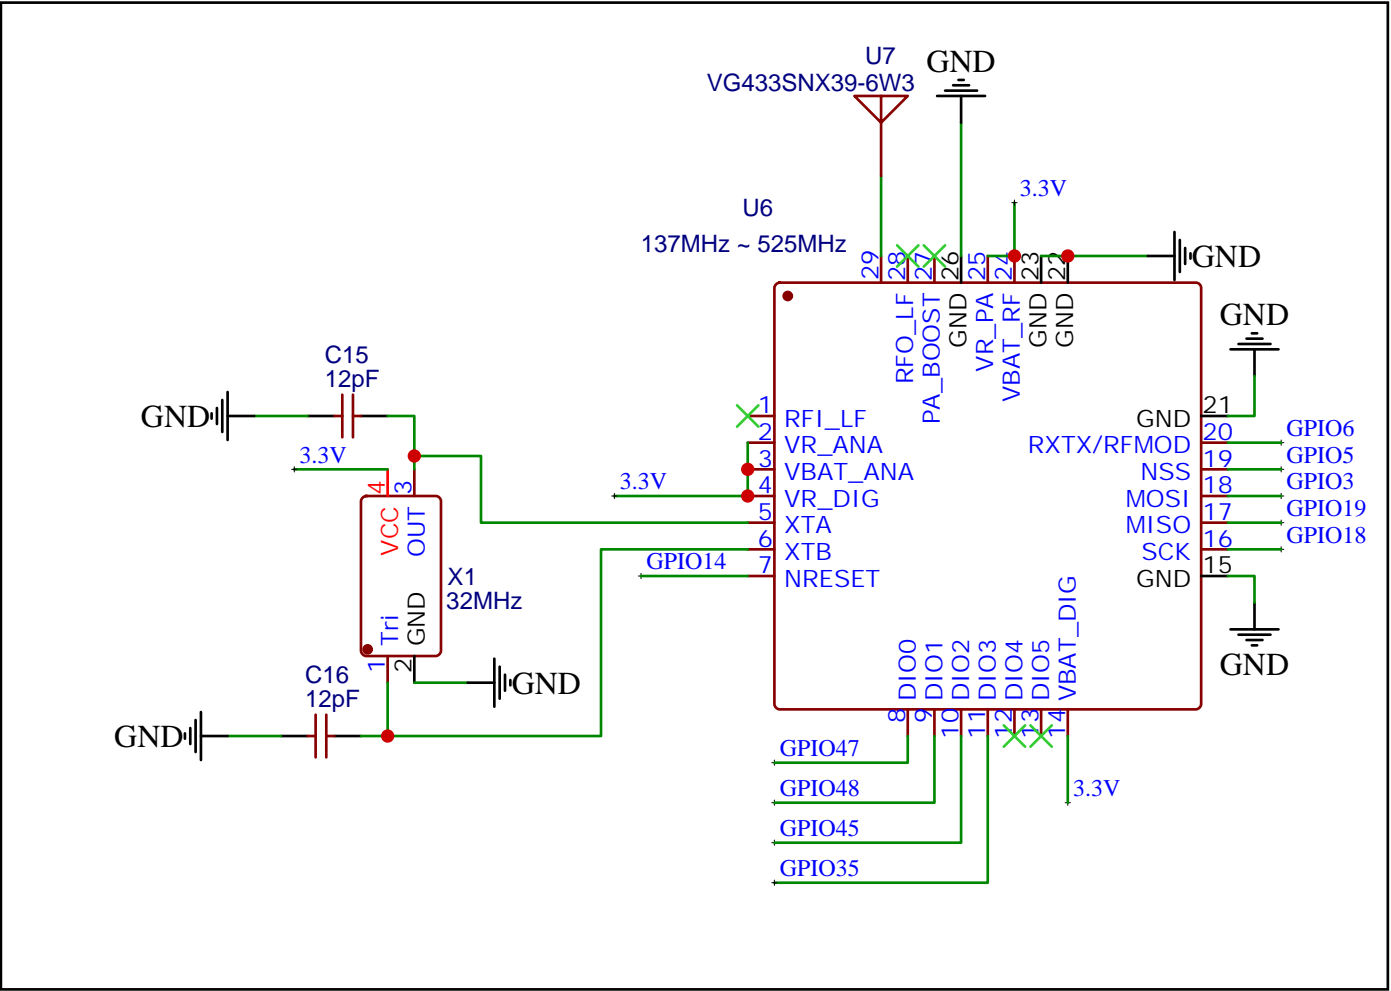 U7
VG433SNX39-6W3
GND
3.3V
U6
137MHz ~ 525MHz
29
28
27
26
25
24
23
22
GND
RFO_LF
PA_BOOST
GND
VR_PA
VBAT_RF
GND
GND
GND
C15
12pF
GND
3.3V
4
3
VCC
OUT
X1
32MHz
Tri
GND
1
2
C16
12pF
GND
GND
1
RFI_LF
2
VR_ANA
3
VBAT_ANA
3.3V
4
VR_DIG
5
XTA
6
XTB
GPIO14
7
NRESET
GND
21
RXTX/RFMOD
20
GPIO6
NSS
19
GPIO5
MOSI
18
GPIO3
MISO
17
GPIO19
SCK
16
GPIO18
GND
15
GND
DIO0
DIO1
DIO2
DIO3
DIO4
DIO5
VBAT_DIG
8
9
10
11
12
13
14
GPIO47
GPIO48
GPIO45
GPIO35
3.3V